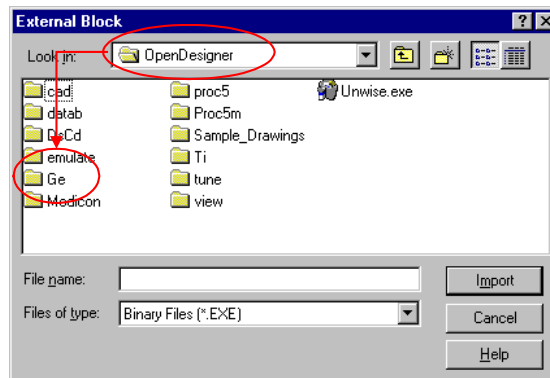 External Block
Look in: OpenDesigner
cad proc5 Unwise.exe
datab Proc5m
DsCd Sample_Drawings
emulate Ti
Ge tune
Modicon view
File name: Import
Files of type: Binary Files (*.EXE) Cancel
Help